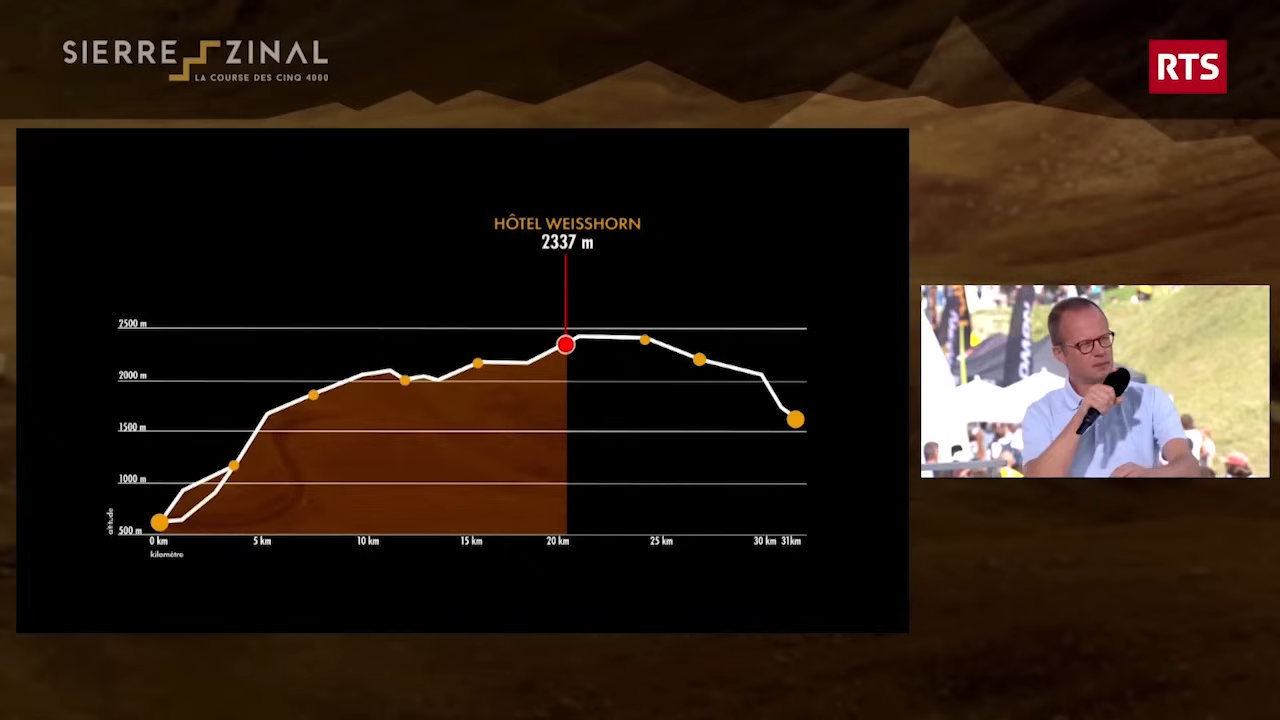 SIERRE ZINAL
LA COURSE DES CINQ 4000
RTS
HÔTEL WEISSHORN
2337 m
2500 m
2000 m
1500 m
1000 m
500 m
altitude
0 km
5 km
10 km
15 km
20 km
25 km
30 km
31km
kilomètre